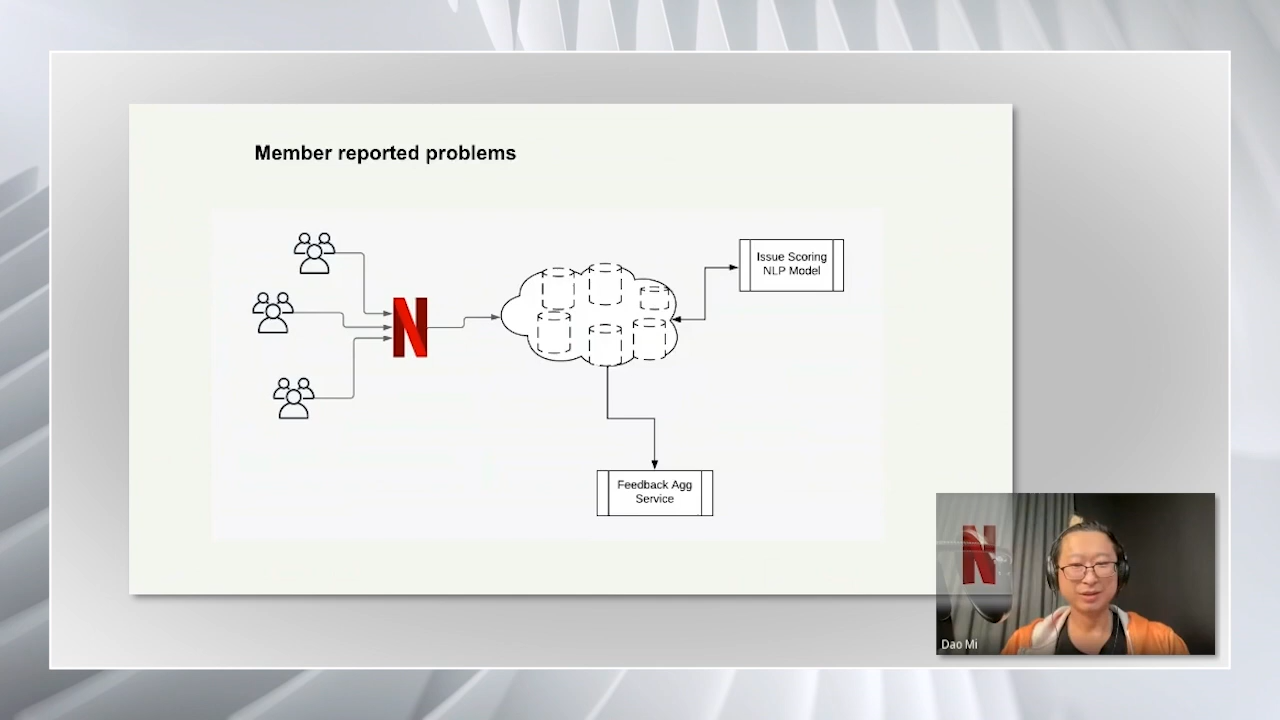 Member reported problems
Issue Scoring
NLP Model
N
Feedback Agg
Service
N
Dao Mi